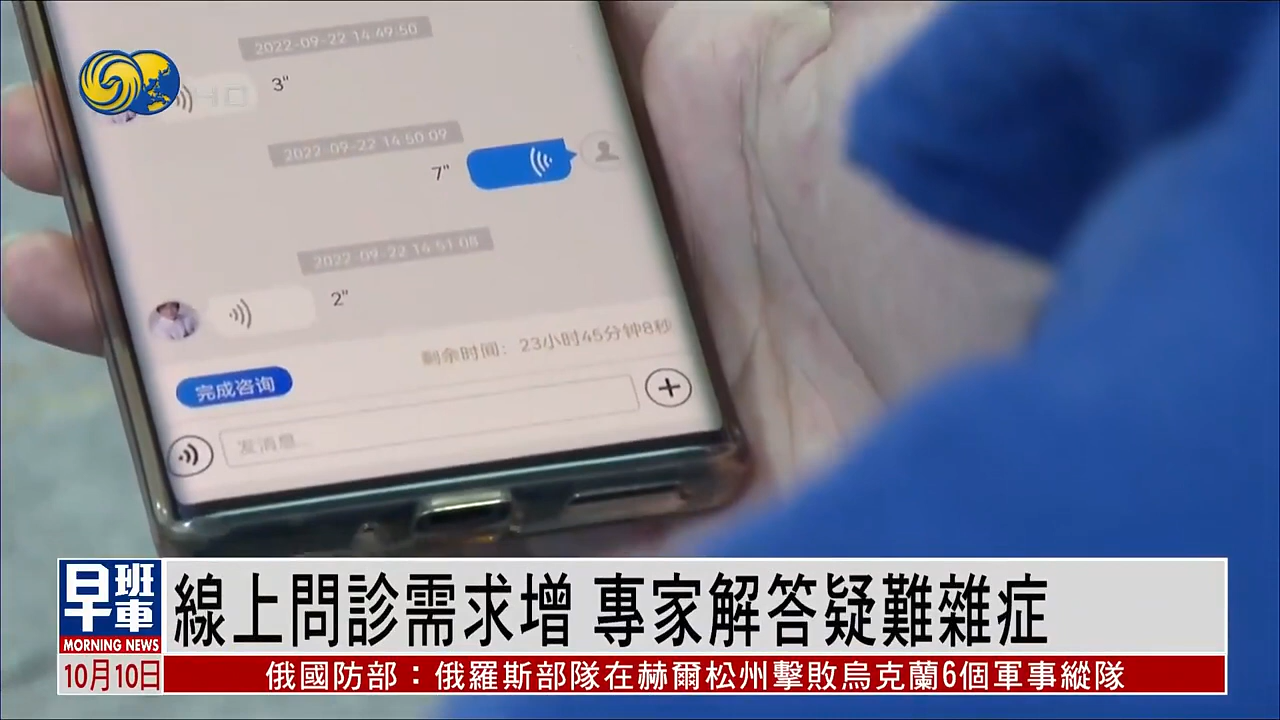 2022-09-22 14:49:50
3"
2022-09-22 14:50:09
7"
2022-09-22 14:51:08
2"
剩余时间：23小时45分钟8秒
完成咨询
发消息
早班車
線上問診需求增 專家解答疑難雜症
MORNING NEWS
10月10日
俄國防部：俄羅斯部隊在赫爾松州擊敗烏克蘭6個軍事縱隊